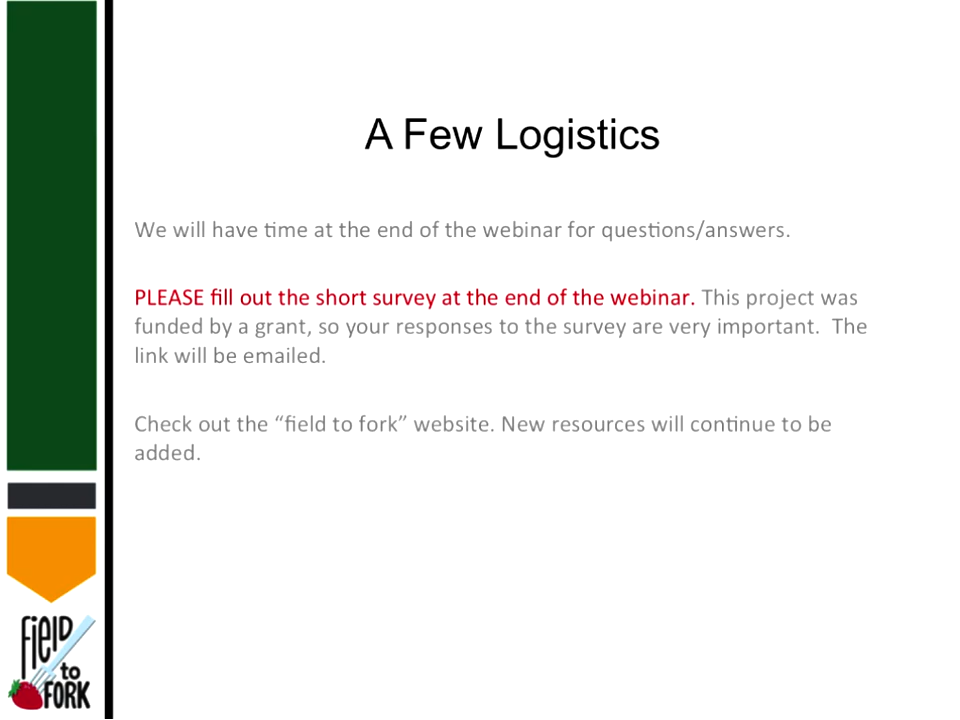 A Few Logistics
We will have time at the end of the webinar for questions/answers.
PLEASE fill out the short survey at the end of the webinar. This project was
funded by a grant, so your responses to the survey are very important.  The
link will be emailed.
Check out the “field to fork” website. New resources will continue to be
added.
FiElD
to
FORK